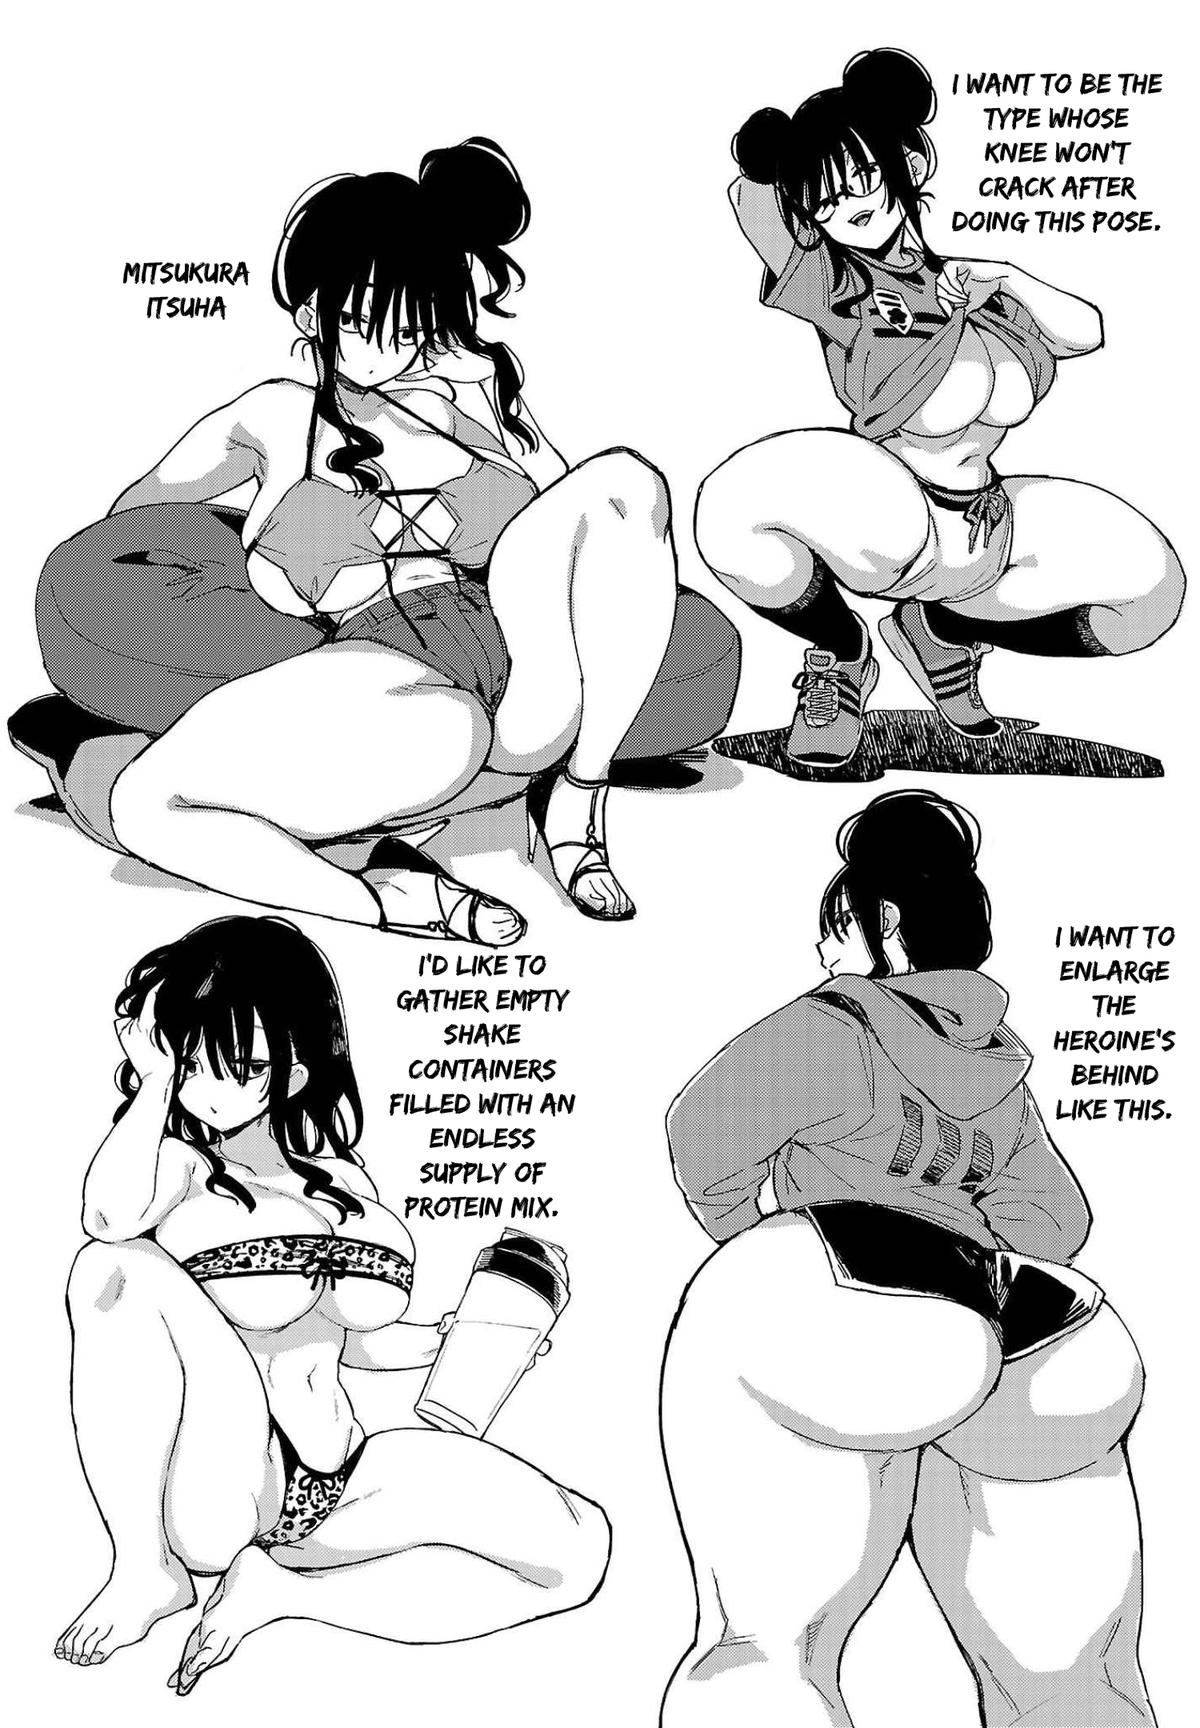 MITSUKURA
ITSUHA
I WANT TO BE THE
TYPE WHOSE
KNEE WON'T
CRACK AFTER
DOING THIS POSE.
I'D LIKE TO
GATHER EMPTY
SHAKE
CONTAINERS
FILLED WITH AN
ENDLESS
SUPPLY OF
PROTEIN MIX.
I WANT TO
ENLARGE
THE
HEROINE'S
BEHIND
LIKE THIS.